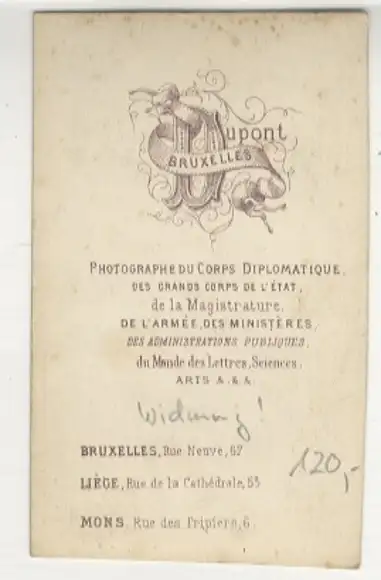 Dupont
BRUXELLES
PHOTOGRAPHE DU CORPS DIPLOMATIQUE,
DES GRANDS CORPS DE L'ÉTAT,
de la Magistrature,
DE L'ARMÉE, DES MINISTÈRES,
DES ADMINISTRATIONS PUBLIQUES,
du Monde des Lettres, Sciences,
ARTS &. & &.
Widmung!
BRUXELLES, Rue Neuve, 62
120,-
LIÈGE, Rue de la Cathédrale, 53
MONS, Rue des Fripiers, 6.